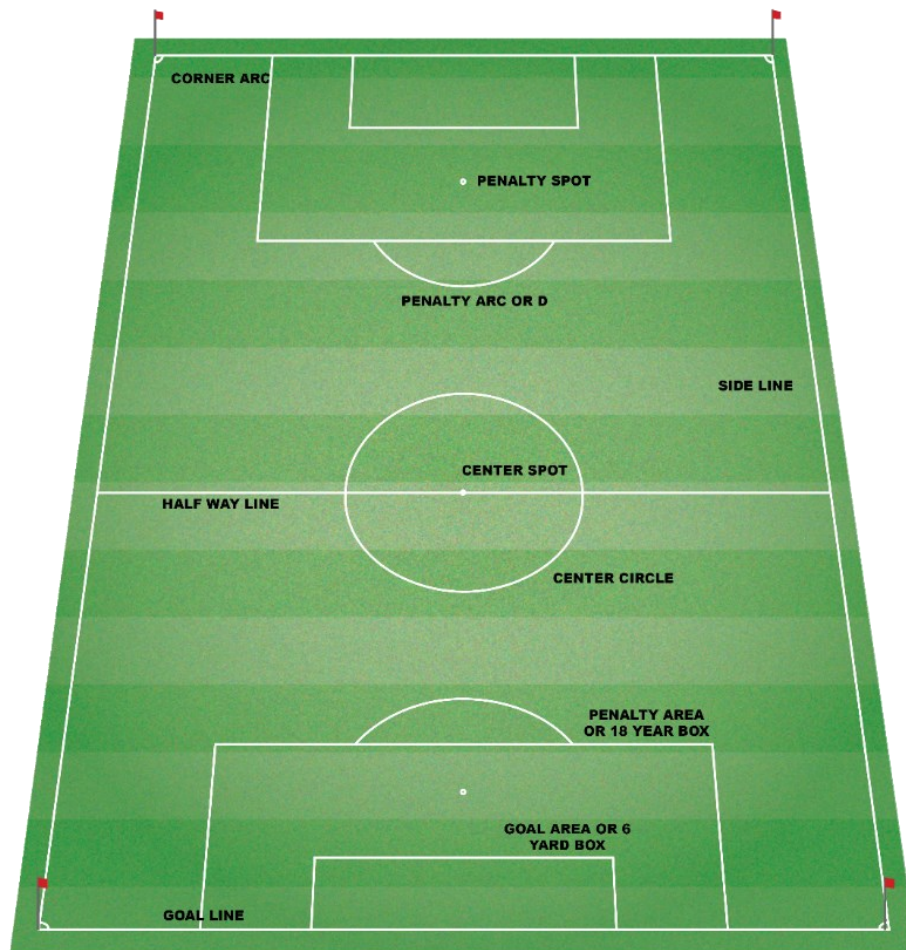 CORNER ARC
PENALTY SPOT
PENALTY ARC OR D
SIDE LINE
CENTER SPOT
HALF WAY LINE
CENTER CIRCLE
PENALTY AREA
OR 18 YEAR BOX
GOAL AREA OR 6
YARD BOX
GOAL LINE